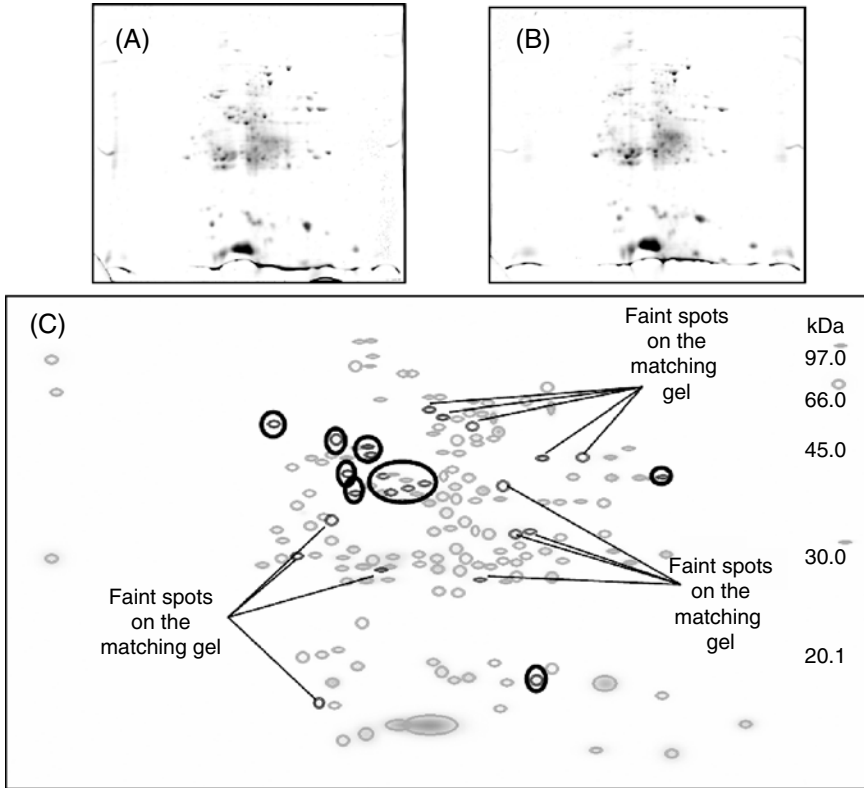 (A)
(B)
(C)
Faint spots
on the
matching
gel
kDa
97.0
66.0
45.0
30.0
20.1
Faint spots
on the
matching gel
Faint spots
on the
matching
gel